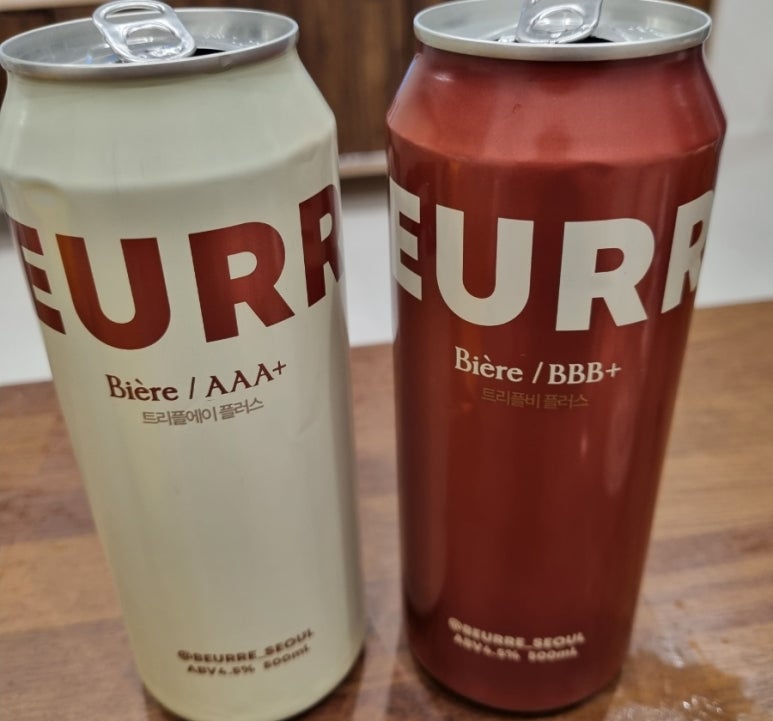 EURR
Bière / AAA+
트리플에이 플러스
@BEURRE_SEOUL
ABV4.5% 500mL
EURR
Bière / BBB+
트리플비 플러스
@BEURRE_SEOUL
ABV4.5% 500mL